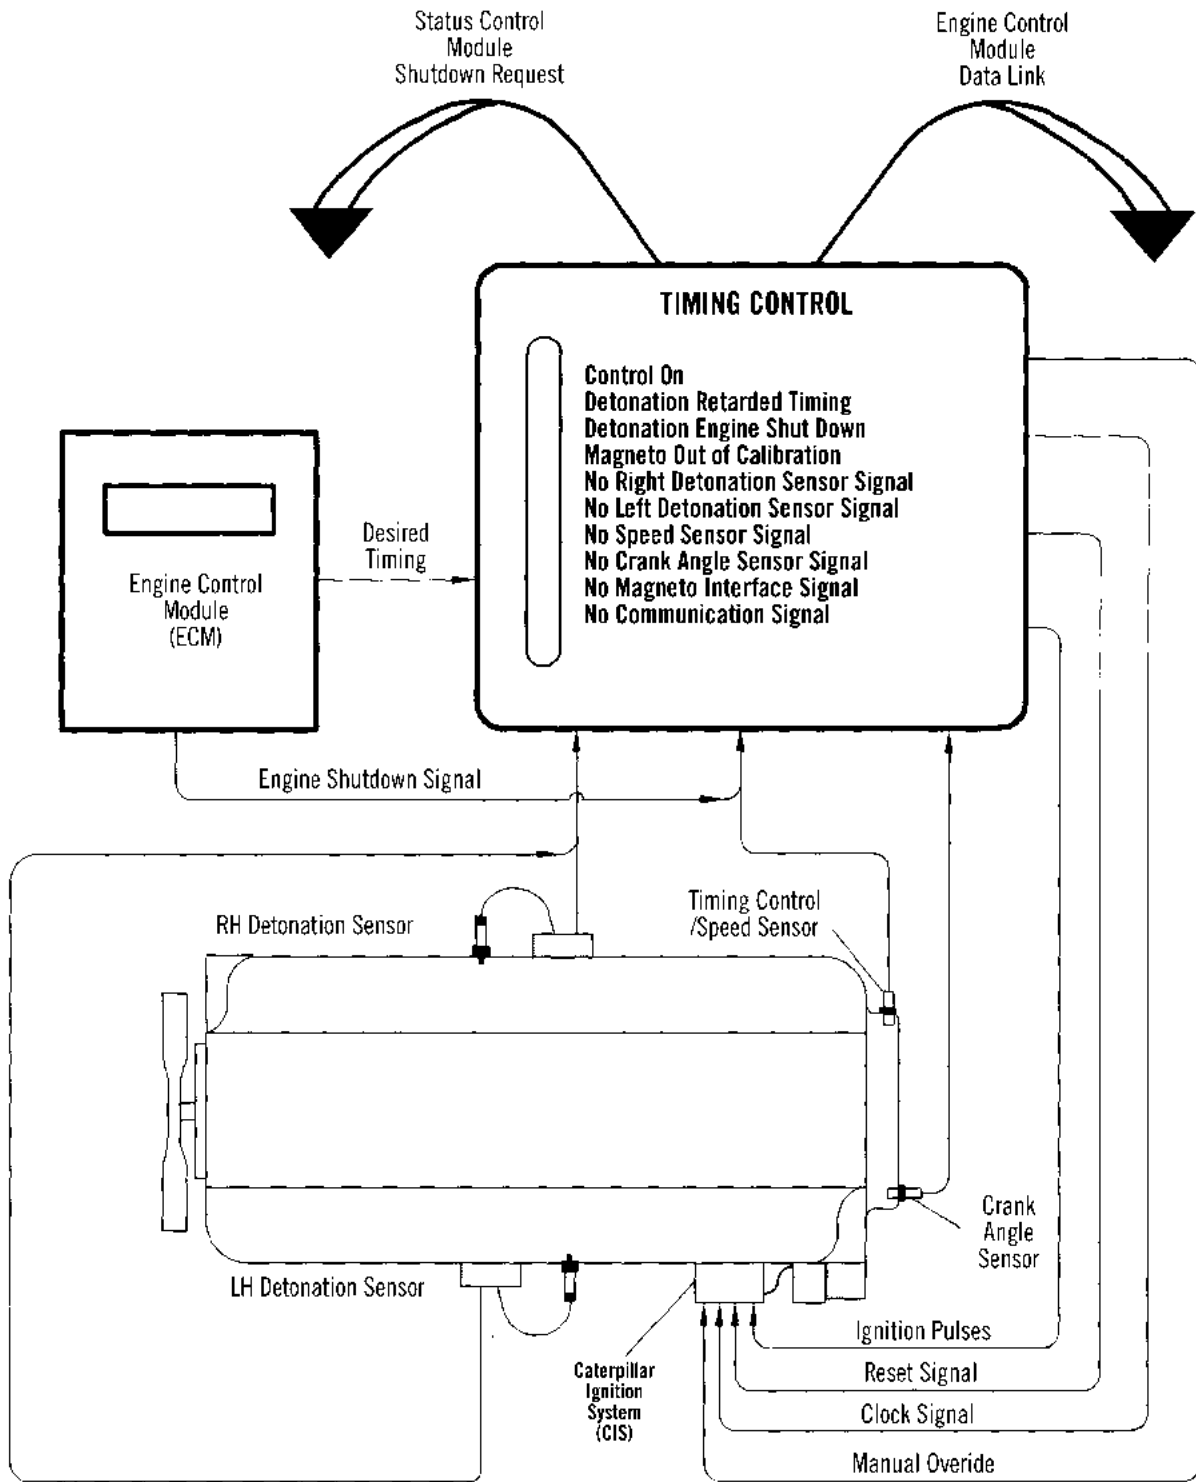 Status Control
Module
Shutdown Request
Engine Control
Module
Data Link
TIMING CONTROL
Control On
Detonation Retarded Timing
Detonation Engine Shut Down
Magneto Out of Calibration
No Right Detonation Sensor Signal
No Left Detonation Sensor Signal
No Speed Sensor Signal
No Crank Angle Sensor Signal
No Magneto Interface Signal
No Communication Signal
Desired
Timing
Engine Control
Module
(ECM)
Engine Shutdown Signal
RH Detonation Sensor
Timing Control
/Speed Sensor
Crank
Angle
Sensor
LH Detonation Sensor
Caterpillar
Ignition
System
(CIS)
Ignition Pulses
Reset Signal
Clock Signal
Manual Overide